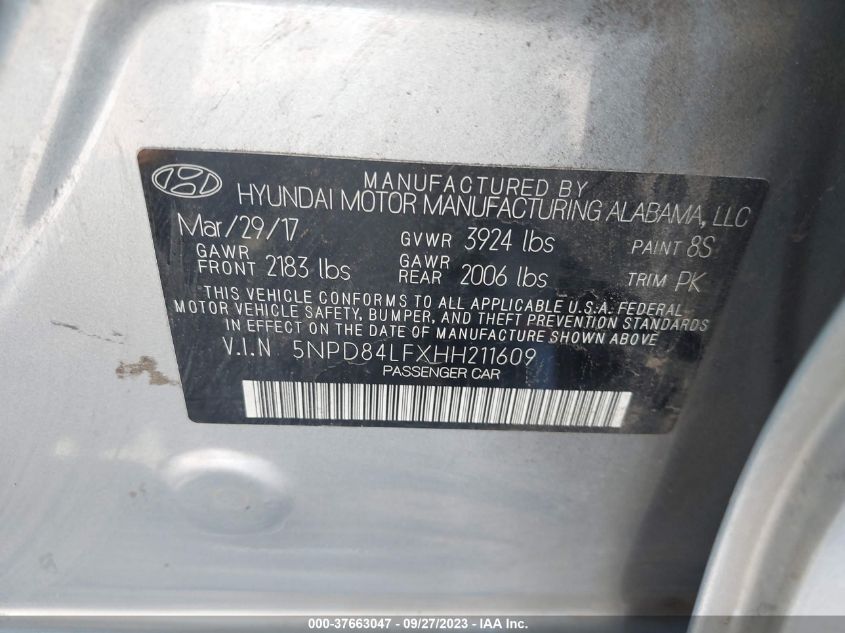 MANUFACTURED BY
HYUNDAI MOTOR MANUFACTURING ALABAMA, LLC
Mar/29/17 GVWR 3924 lbs PAINT 8S
GAWR FRONT 2183 lbs GAWR REAR 2006 lbs TRIM PK
THIS VEHICLE CONFORMS TO ALL APPLICABLE U.S.A. FEDERAL
MOTOR VEHICLE SAFETY, BUMPER, AND THEFT PREVENTION STANDARDS
IN EFFECT ON THE DATE OF MANUFACTURE SHOWN ABOVE
V.I.N 5NPD84LFXHH211609
PASSENGER CAR
000-37663047 - 09/27/2023 - IAA Inc.